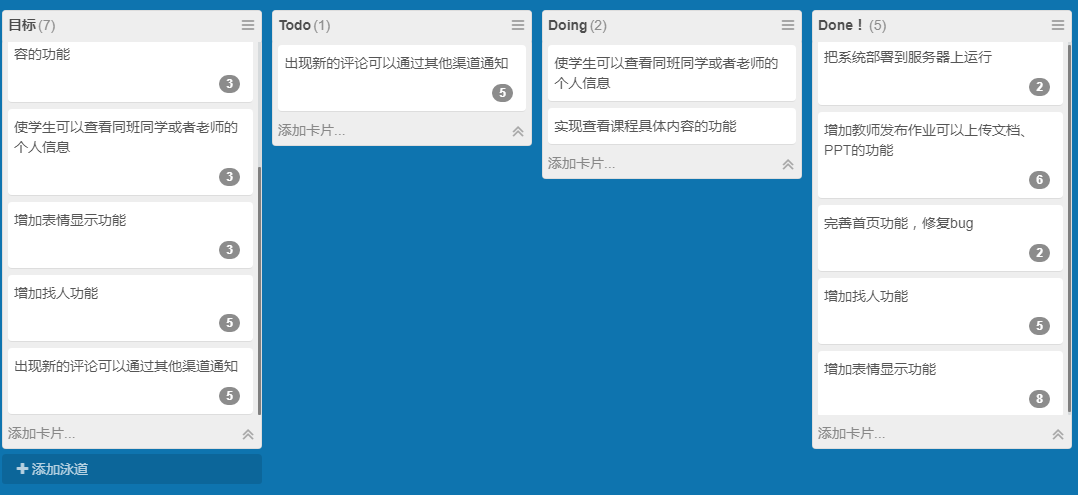 目标(7)
容的功能
3
使学生可以查看同班同学或者老师的
个人信息
3
增加表情显示功能
3
增加找人功能
5
出现新的评论可以通过其他渠道通知
5
添加卡片...
添加泳道
Todo(1)
出现新的评论可以通过其他渠道通知
5
添加卡片...
Doing(2)
使学生可以查看同班同学或者老师的
个人信息
实现查看课程具体内容的功能
添加卡片...
Done！(5)
把系统部署到服务器上运行
2
增加教师发布作业可以上传文档、
PPT的功能
6
完善首页功能，修复bug
2
增加找人功能
5
增加表情显示功能
8
添加卡片...